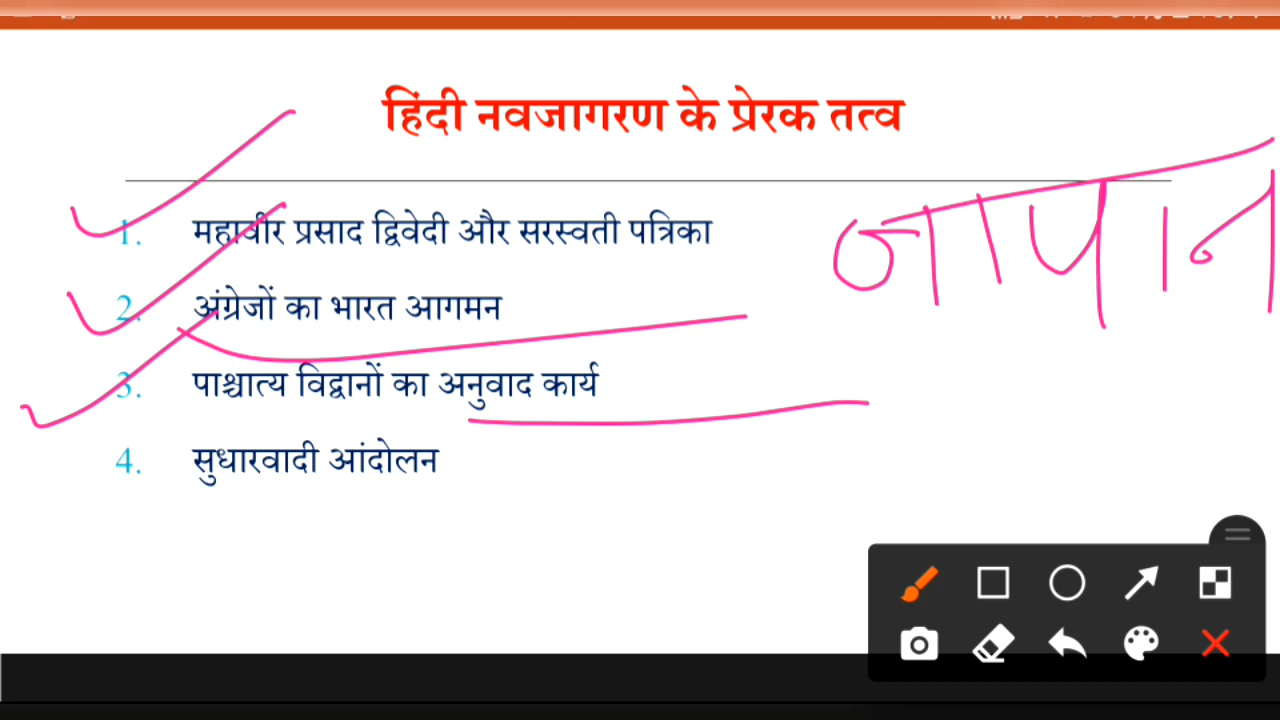 हिंदी नवजागरण के प्रेरक तत्व
1. महावीर प्रसाद द्विवेदी और सरस्वती पत्रिका
जापान
2. अंग्रेजों का भारत आगमन
3. पाश्चात्य विद्वानों का अनुवाद कार्य
4. सुधारवादी आंदोलन